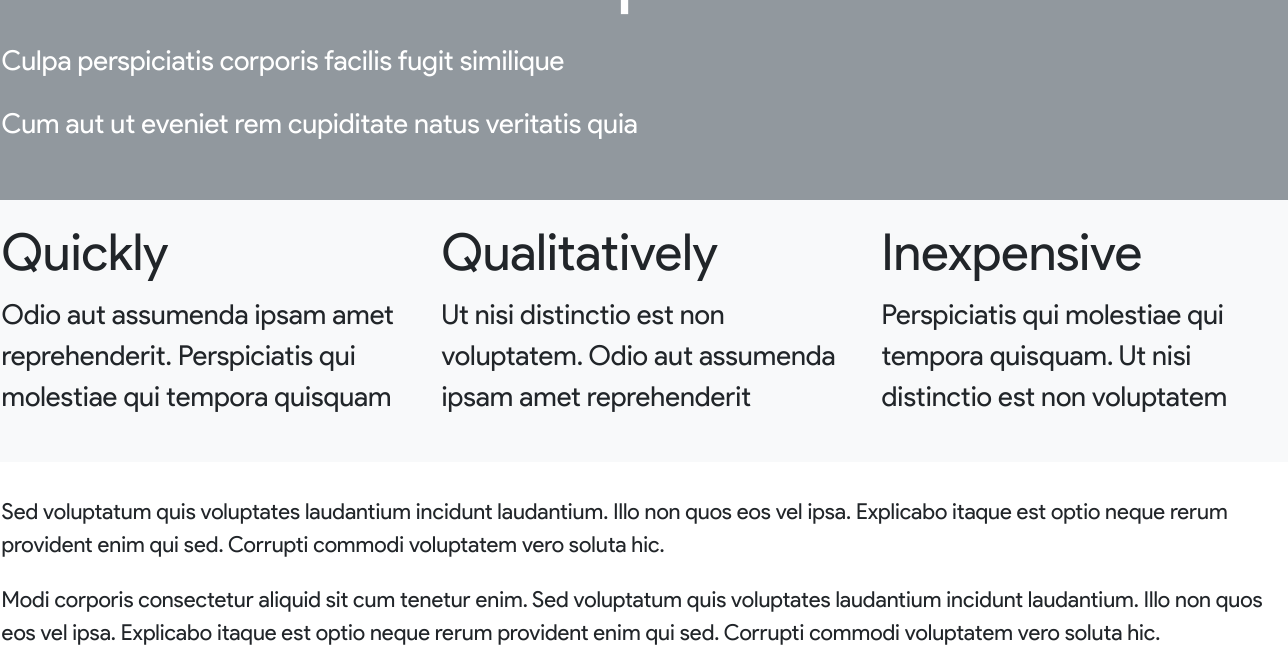 Culpa perspiciatis corporis facilis fugit similique
Cum aut ut eveniet rem cupiditate natus veritatis quia
Quickly
Odio aut assumenda ipsam amet
reprehenderit. Perspiciatis qui
molestiae qui tempora quisquam
Qualitatively
Ut nisi distinctio est non
voluptatem. Odio aut assumenda
ipsam amet reprehenderit
Inexpensive
Perspiciatis qui molestiae qui
tempora quisquam. Ut nisi
distinctio est non voluptatem
Sed voluptatum quis voluptates laudantium incidunt laudantium. Illo non quos eos vel ipsa. Explicabo itaque est optio neque rerum
provident enim qui sed. Corrupti commodi voluptatem vero soluta hic.
Modi corporis consectetur aliquid sit cum tenetur enim. Sed voluptatum quis voluptates laudantium incidunt laudantium. Illo non quos
eos vel ipsa. Explicabo itaque est optio neque rerum provident enim qui sed. Corrupti commodi voluptatem vero soluta hic.